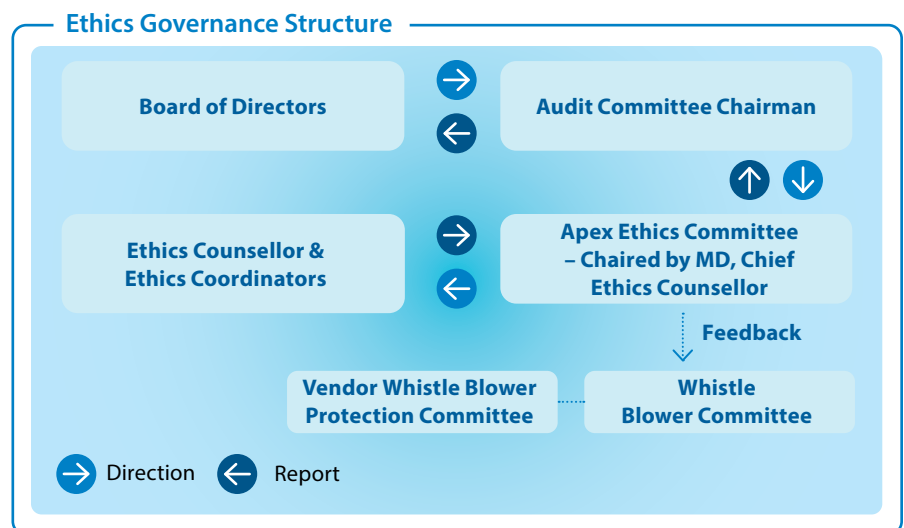 Ethics Governance Structure
Board of Directors
Audit Committee Chairman
Ethics Counsellor &
Ethics Coordinators
Apex Ethics Committee
– Chaired by MD, Chief
Ethics Counsellor
Feedback
Vendor Whistle Blower
Protection Committee
Whistle
Blower Committee
Direction
Report